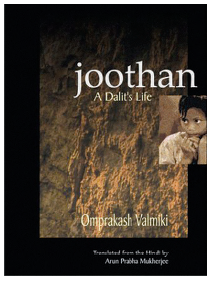 joothan
A Dalit's Life
Omprakash Valmiki
Translated from the Hindi by
Arun Prabha Mukherjee